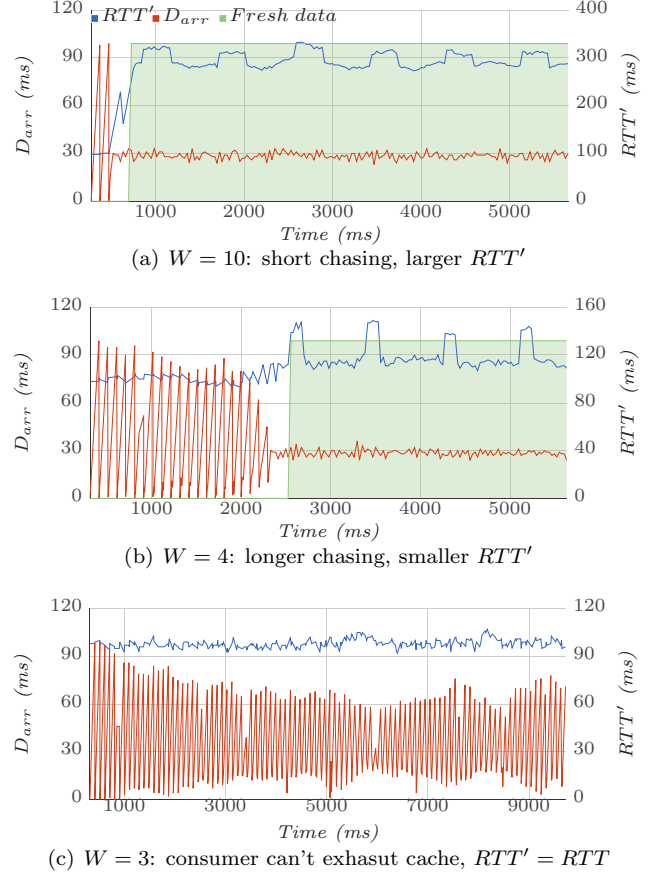 RTT′ D_arr Fresh data
120 400
90 300
60 200
30 100
0 0
D_arr (ms)
RTT′ (ms)
1000 2000 3000 4000 5000
Time (ms)
(a) W = 10: short chasing, larger RTT′
120 160
90 120
60 80
30 40
0 0
D_arr (ms)
RTT′ (ms)
1000 2000 3000 4000 5000
Time (ms)
(b) W = 4: longer chasing, smaller RTT′
120 120
90 90
60 60
30 30
0 0
D_arr (ms)
RTT′ (ms)
1000 3000 5000 7000 9000
Time (ms)
(c) W = 3: consumer can't exhasut cache, RTT′ = RTT